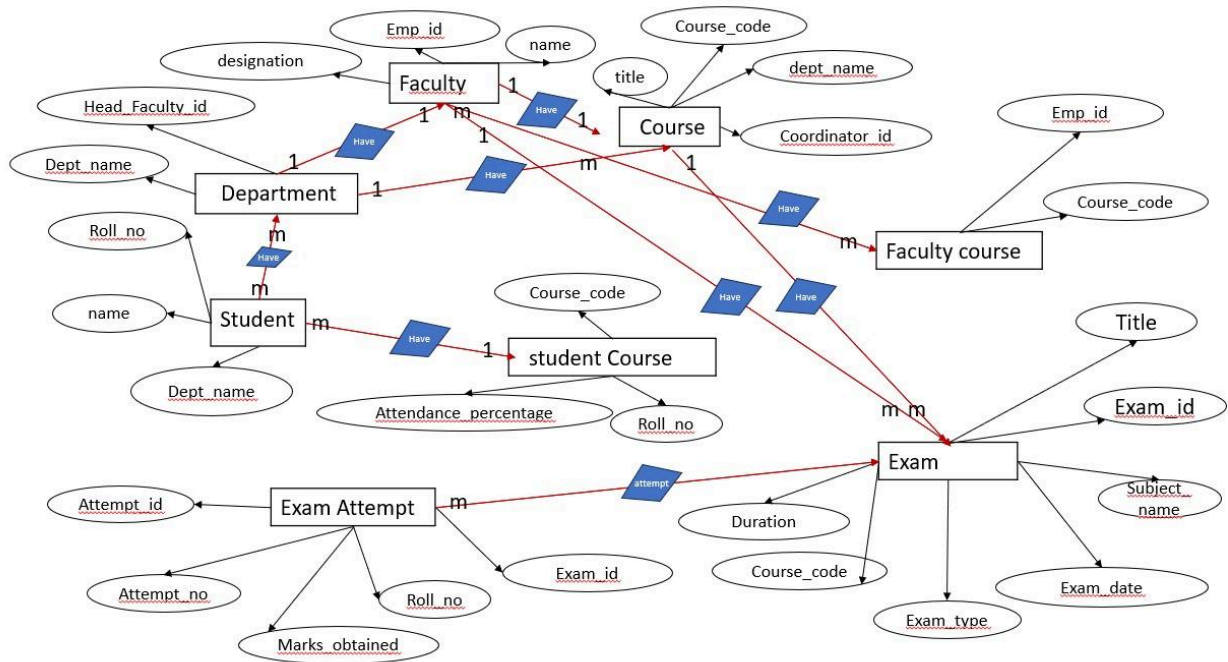 Emp_id
name
designation
Faculty
1
Have
1
Course_code
title
dept_name
Course
Coordinator_id
Head_Faculty_id
1
Have
1
m
1
Dept_name
Department
1
Have
m
1
Emp_id
Course_code
Have
m
Faculty course
Roll_no
m
Have
m
name
Student
Dept_name
m
Have
1
Course_code
student Course
Attendance_percentage
Roll_no
Have
Have
m
m
Title
Exam_id
Exam
Subject_
name
Duration
Course_code
Exam_type
Exam_date
attempt
m
Exam Attempt
Attempt_id
Attempt_no
Marks_obtained
Roll_no
Exam_id